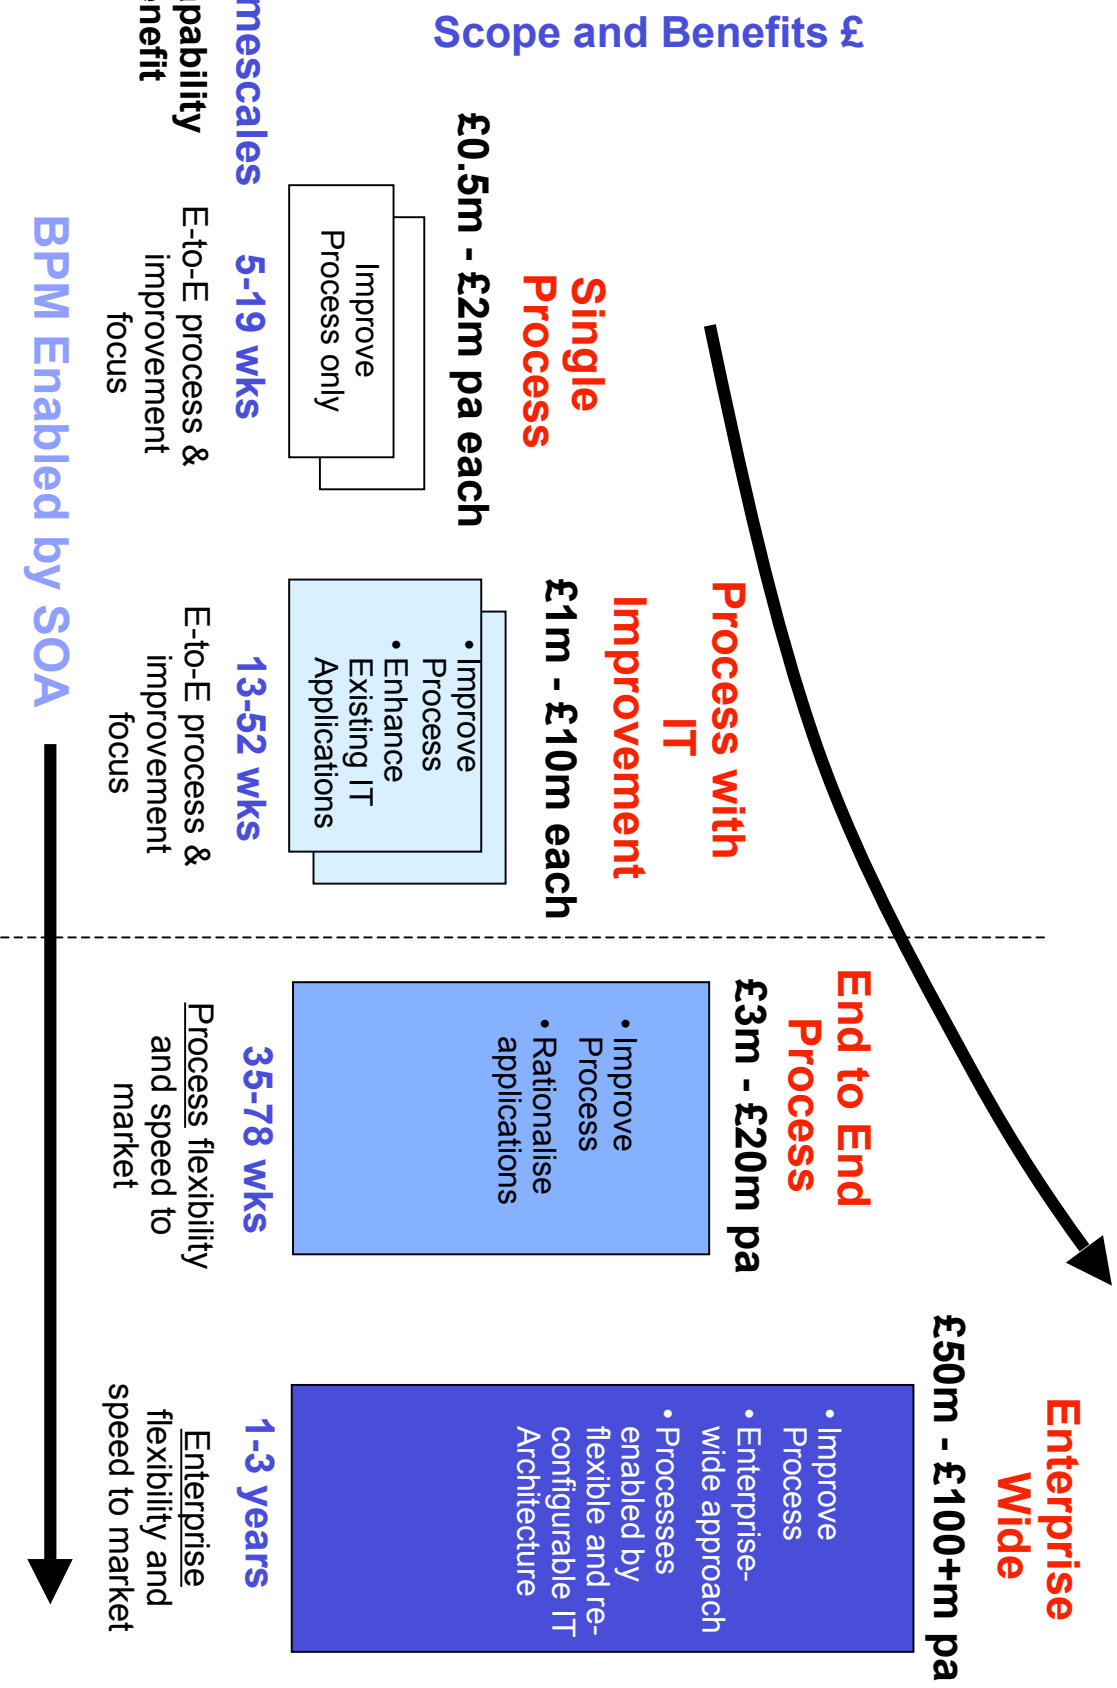 Scope and Benefits £
Single
Process
£0.5m - £2m pa each
Improve
Process only
Process with
IT
Improvement
£1m - £10m each
• Improve
Process
• Enhance
Existing IT
Applications
End to End
Process
£3m - £20m pa
• Improve
Process
• Rationalise
applications
Enterprise
Wide
£50m - £100+m pa
• Improve
Process
• Enterprise-
wide approach
• Processes
enabled by
flexible and re-
configurable IT
Architecture
mescales
5-19 wks
13-52 wks
35-78 wks
1-3 years
pability
enefit
E-to-E process &
improvement
focus
E-to-E process &
improvement
focus
Process flexibility
and speed to
market
Enterprise
flexibility and
speed to market
BPM Enabled by SOA